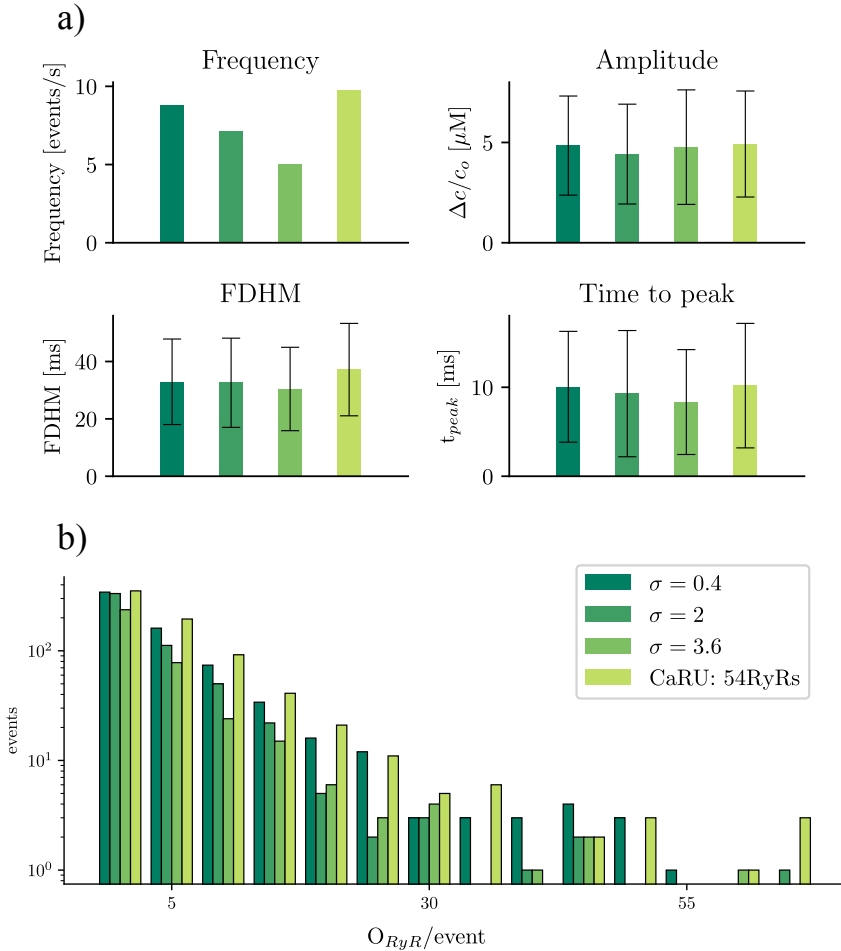 a)
Frequency
Frequency [events/s]
10
5
0
Amplitude
Δc/c_o [μM]
5
0
FDHM
FDHM [ms]
40
20
0
Time to peak
t_peak [ms]
10
0
b)
events
10^2
10^1
10^0
σ = 0.4
σ = 2
σ = 3.6
CaRU: 54RyRs
5
30
55
O_RyR/event